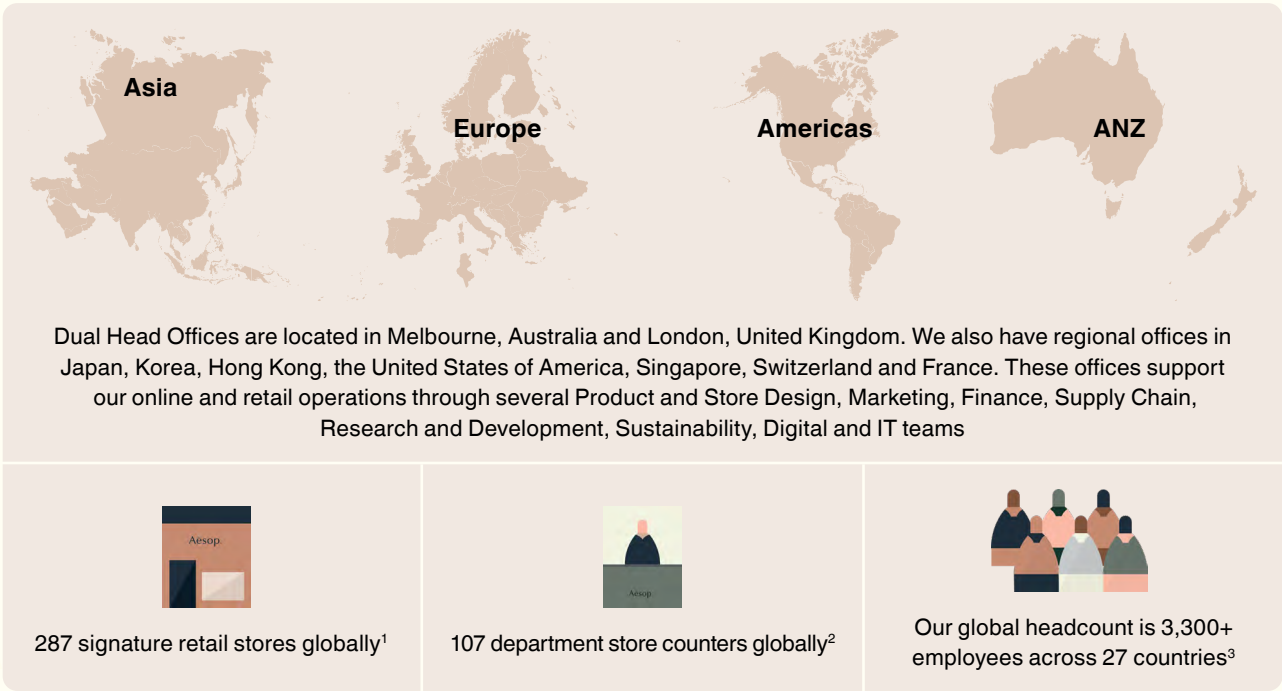 Asia
Europe
Americas
ANZ
Dual Head Offices are located in Melbourne, Australia and London, United Kingdom. We also have regional offices in
Japan, Korea, Hong Kong, the United States of America, Singapore, Switzerland and France. These offices support
our online and retail operations through several Product and Store Design, Marketing, Finance, Supply Chain,
Research and Development, Sustainability, Digital and IT teams
Aēsop.
287 signature retail stores globally¹
Aēsop
107 department store counters globally²
Our global headcount is 3,300+
employees across 27 countries³